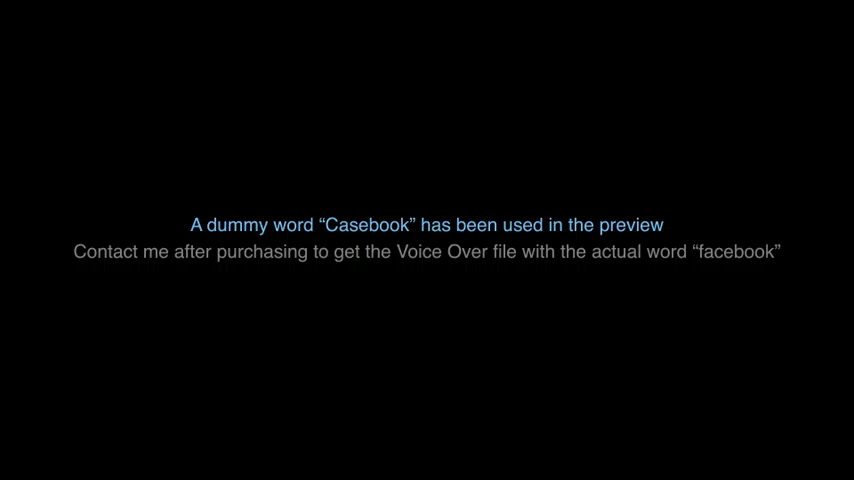 A dummy word “Casebook” has been used in the preview
Contact me after purchasing to get the Voice Over file with the actual word “facebook”